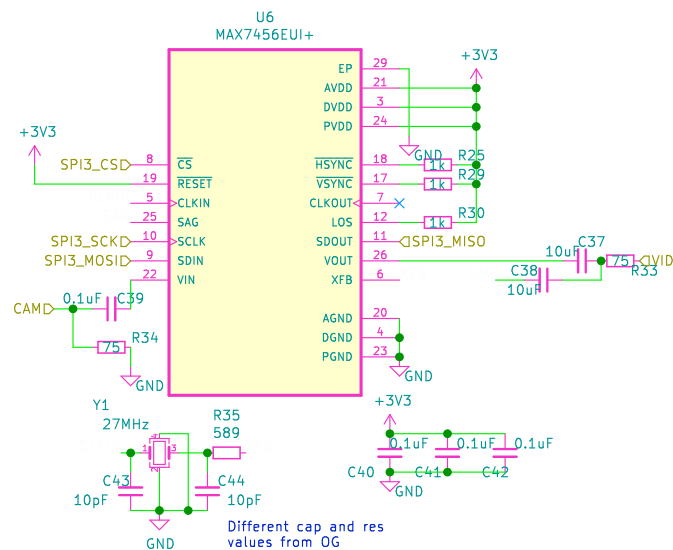 U6
MAX7456EUI+
+3V3
SPI3_CS
8
CS
19
RESET
5
CLKIN
25
SAG
SPI3_SCK
10
SCLK
SPI3_MOSI
9
SDIN
22
VIN
CAM
0.1uF
C39
75
R34
GND
EP
29
AVDD
21
DVDD
3
PVDD
24
+3V3
GND
HSYNC
18
1k
R25
VSYNC
17
1k
R29
CLKOUT
7
LOS
12
1k
R30
SDOUT
11
SPI3_MISO
VOUT
26
XFB
6
10uF
C37
C38
10uF
75
R33
VID
AGND
20
DGND
4
PGND
23
GND
Y1
27MHz
R35
589
1
2
3
C43
10pF
C44
10pF
GND
+3V3
0.1uF
C40
0.1uF
C41
0.1uF
C42
GND
Different cap and res
values from OG